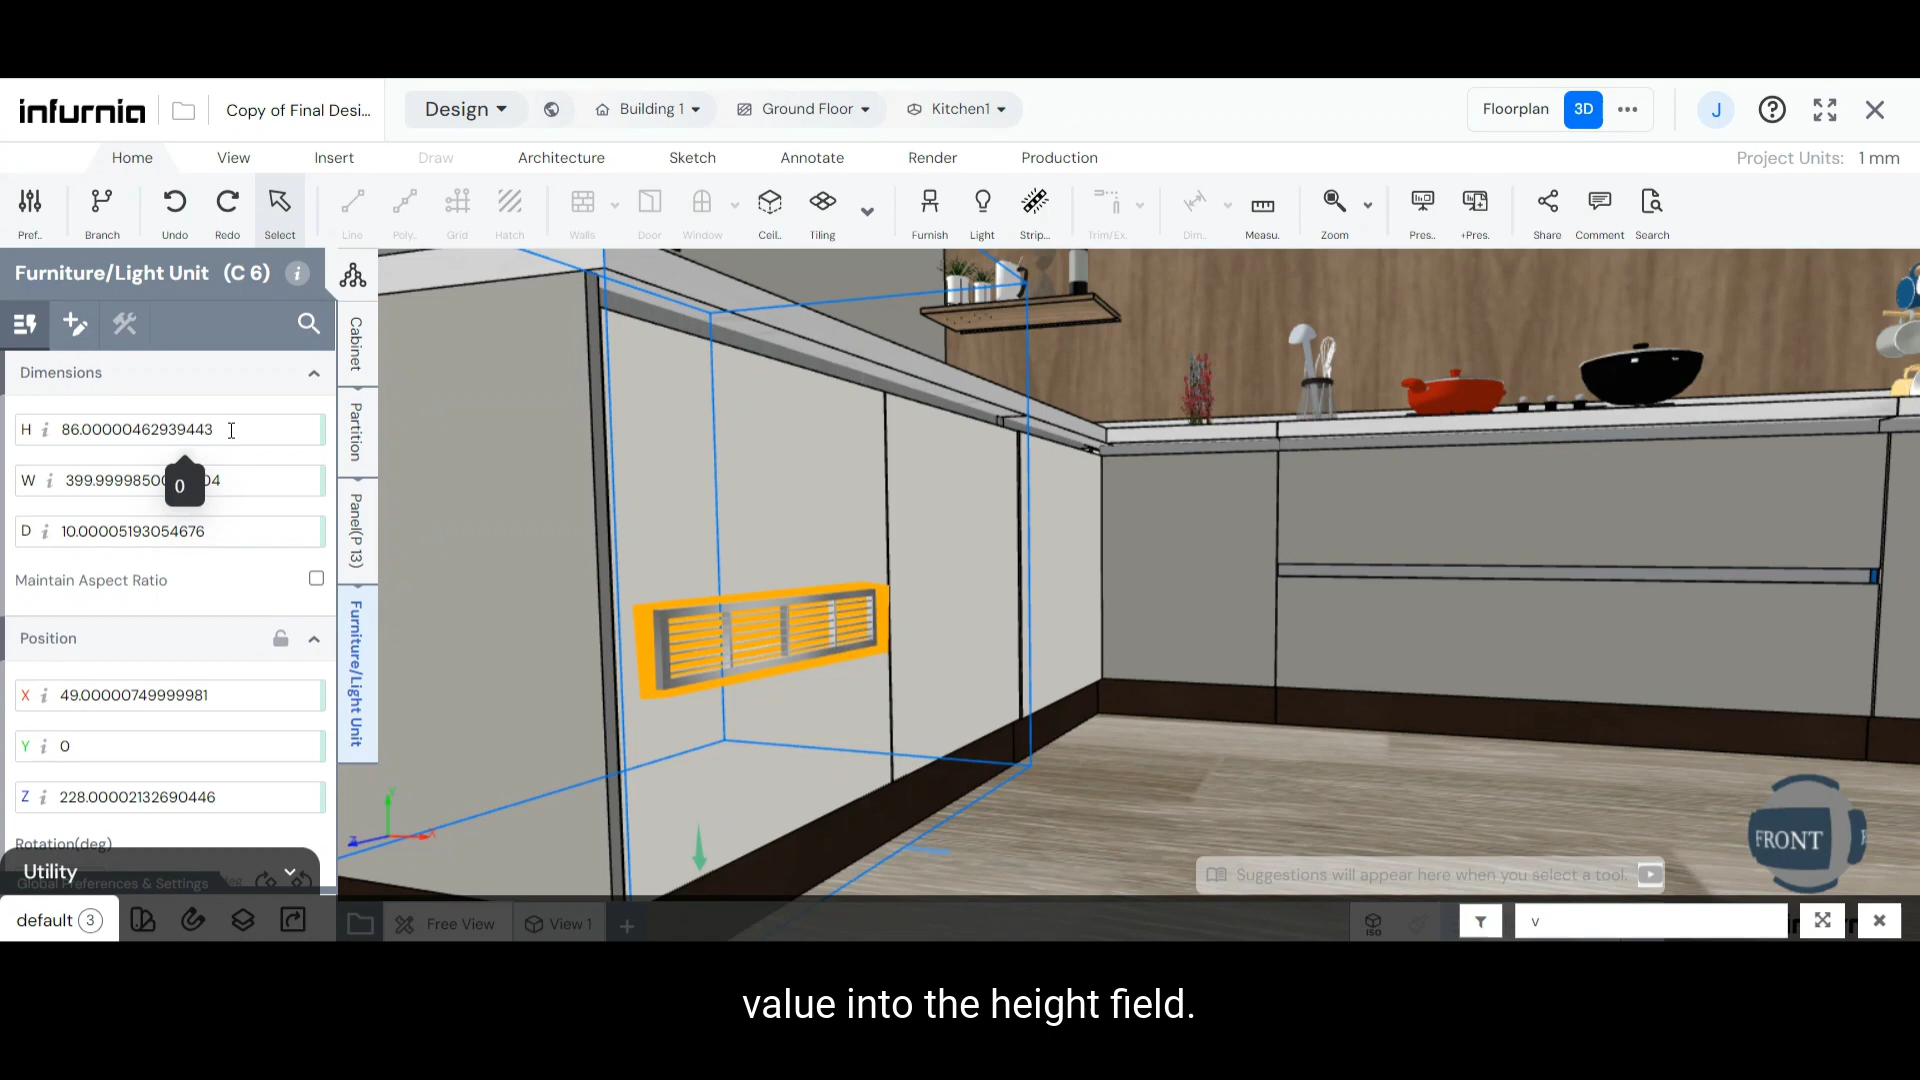 infurnia
Copy of Final Desi...
Design
Building 1
Ground Floor
Kitchen1
Floorplan
3D
J
Home
View
Insert
Draw
Architecture
Sketch
Annotate
Render
Production
Project Units: 1 mm
Pref..
Branch
Undo
Redo
Select
Line
Poly..
Grid
Hatch
Walls
Door
Window
Ceil..
Tiling
Furnish
Light
Strip...
Trim/Ex.
Dim..
Measu.
Zoom
Pres..
+Pres.
Share
Comment
Search
Furniture/Light Unit (C 6)
Cabinet
Partition
Panel(P 13)
Furniture/Light Unit
Dimensions
H i 86.00000462939443
W i 399.9999850
04
0
D i 10.00005193054676
Maintain Aspect Ratio
Position
X i 49.00000749999981
Y i 0
Z i 228.00002132690446
Rotation(deg)
Utility
Global Preferences & Settings
default 3
Free View
View 1
FRONT
Suggestions will appear here when you select a tool.
ISO
v
value into the height field.